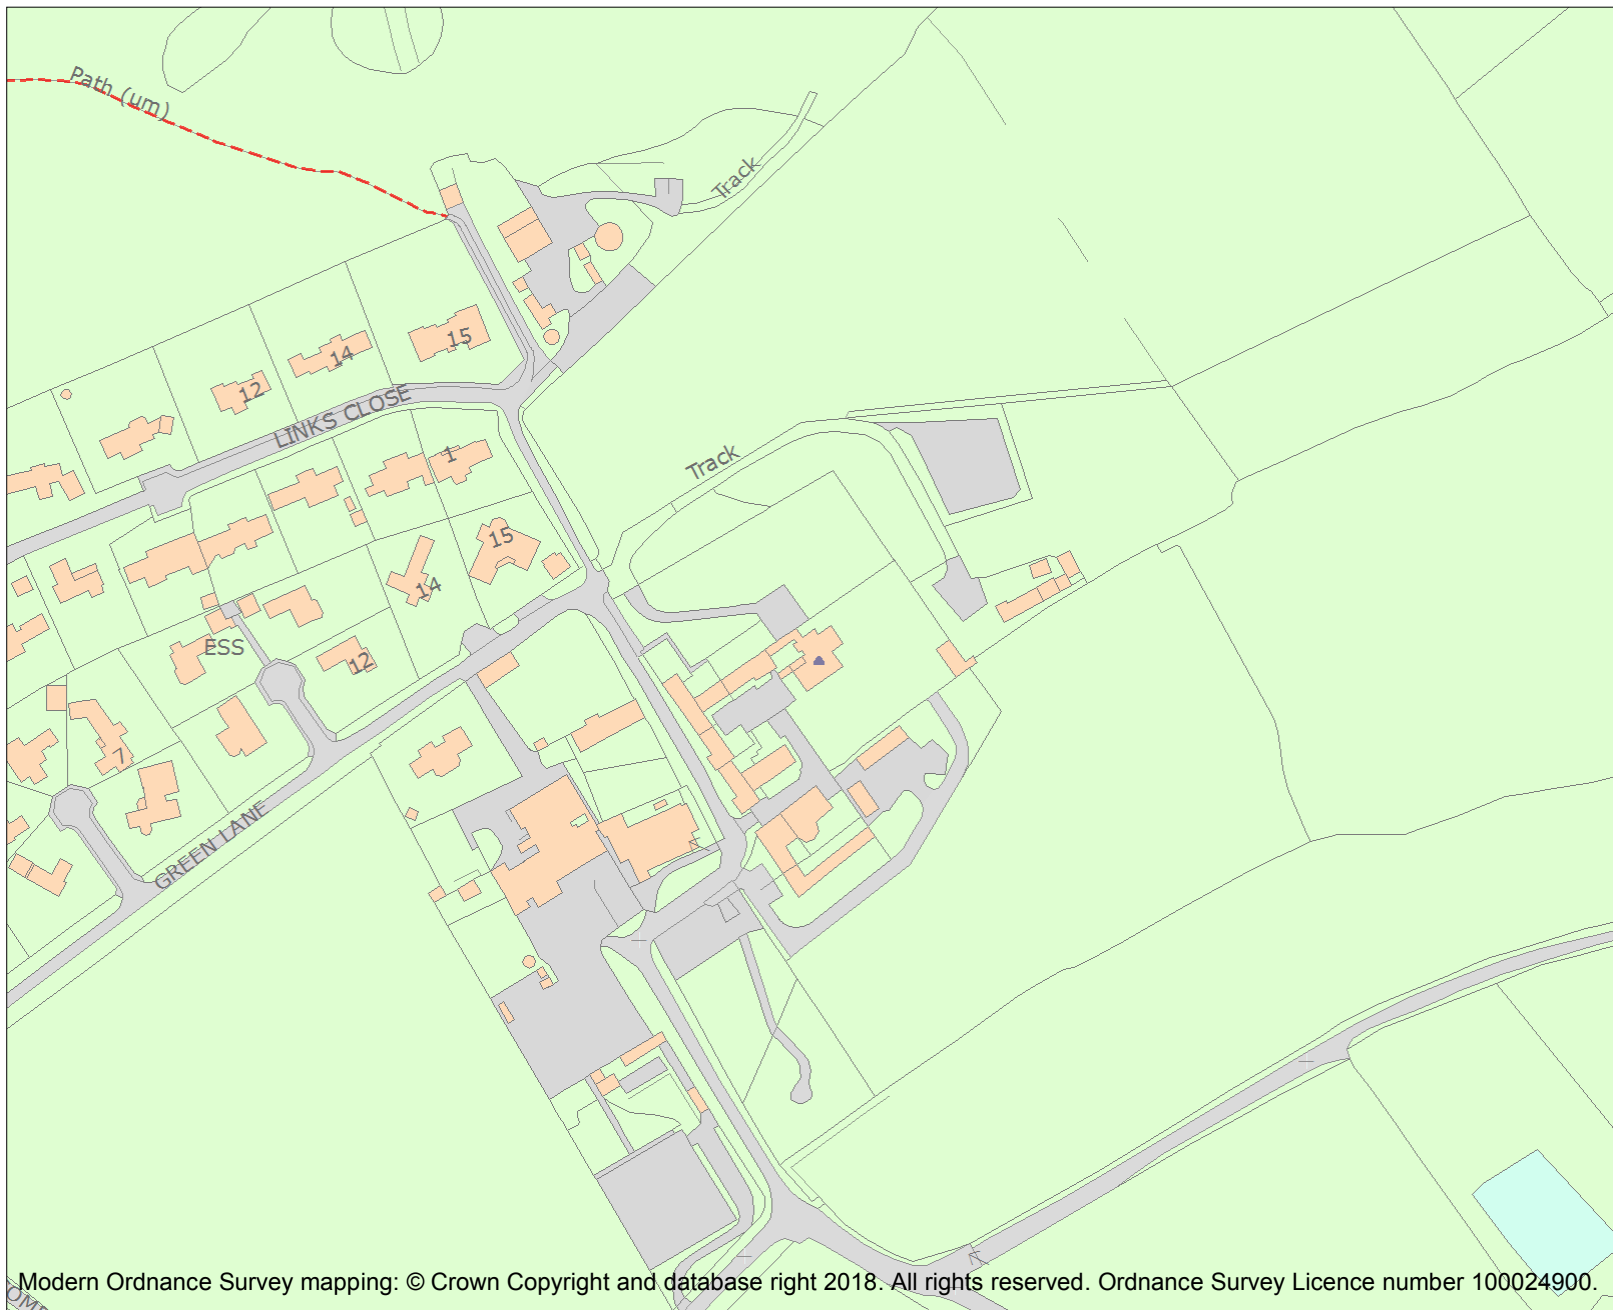 Path (um)
Track
15
14
12
LINKS CLOSE
1
Track
15
14
ESS
12
7
GREEN LANE
Modern Ordnance Survey mapping: © Crown Copyright and database right 2018. All rights reserved. Ordnance Survey Licence number 100024900.